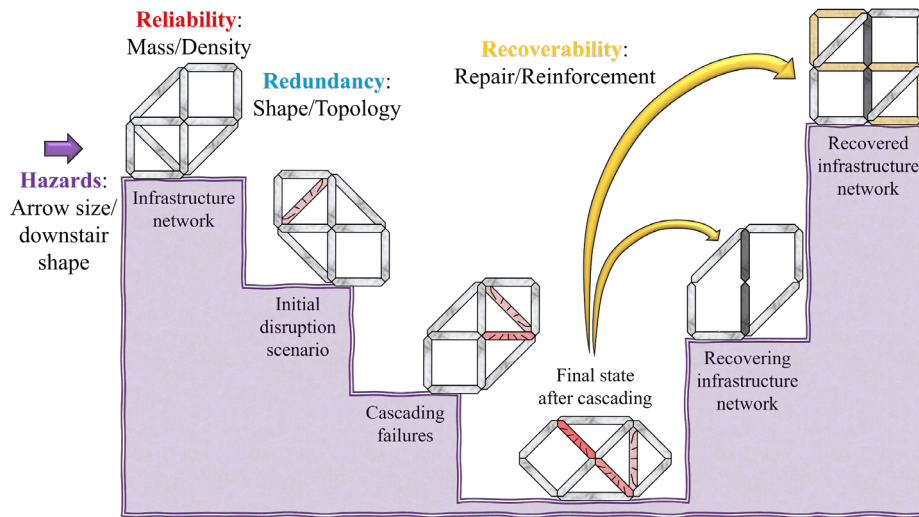 Reliability:
Mass/Density
Redundancy:
Shape/Topology
Recoverability:
Repair/Reinforcement
Hazards:
Arrow size/
downstair
shape
Infrastructure
network
Initial
disruption
scenario
Cascading
failures
Final state
after cascading
Recovering
infrastructure
network
Recovered
infrastructure
network